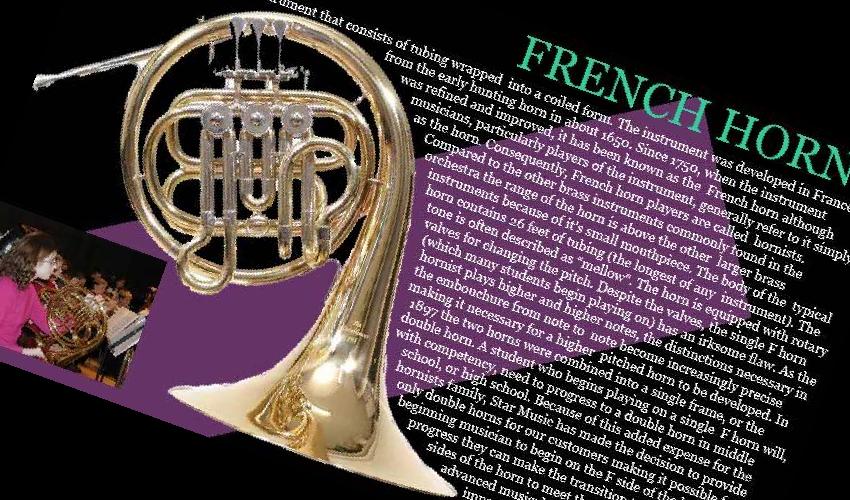 FRENCH HORN
ument that consists of tubing wrapped into a coiled form. The instrument was developed in France
from the early hunting horn in about 1650. Since 1750, when the instrument
was refined and improved, it has been known as the French horn although
musicians, particularly players of the instrument, generally refer to it simply
as the horn. Consequently, French horn players are called hornists.
Compared to the other brass instruments commonly found in the
orchestra the range of the horn is above the other larger brass
instruments because of it's small mouthpiece. The body of the typical
horn contains 26 feet of tubing (the longest of any instrument). The
tone is often described as "mellow". The horn is equipped with rotary
valves for changing the pitch. Despite the valves, the single F horn
(which many students begin playing on) has an irksome flaw. As the
hornist plays higher and higher notes, the distinctions necessary in
the embouchure from note to note become increasingly precise
making it necessary for a higher pitched horn to be developed. In
1897 the two horns were combined into a single frame, or the
double horn. A student who begins playing on a single F horn will,
with competency, need to progress to a double horn in middle
school, or high school. Because of this added expense for the
hornists family, Star Music has made the decision to provide
only double horns for our customers making it possible
beginning musician to begin on the F side of the
progress they can make the transition
sides of the horn to meet the
advanced